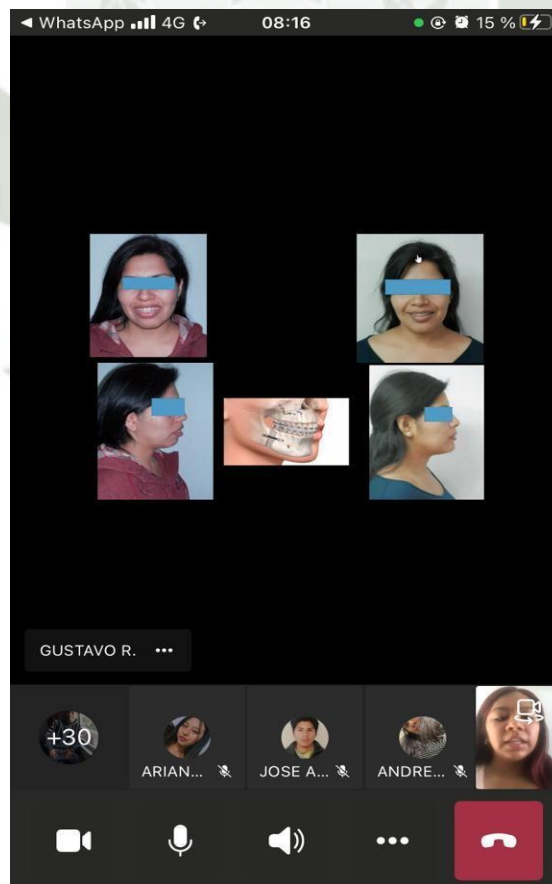 ◀ WhatsApp 4G 08:16 15 %
GUSTAVO R. •••
+30
ARIAN... JOSE A... ANDRE...